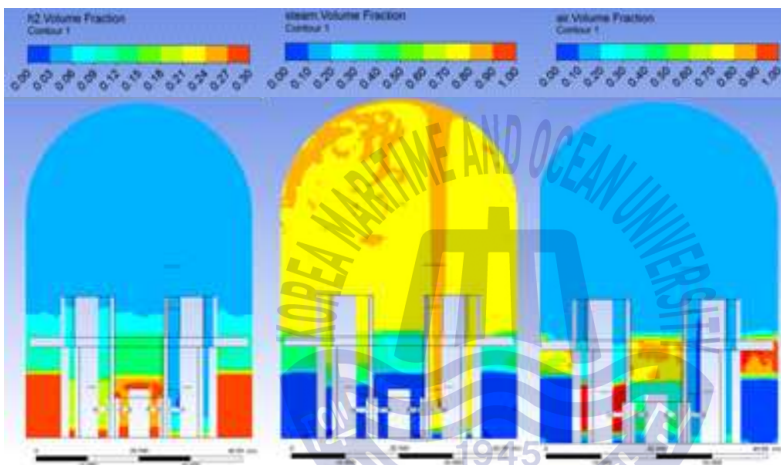 h2.Volume Fraction
Contour 1
0.00 0.03 0.06 0.09 0.12 0.15 0.18 0.21 0.24 0.27 0.30
steam.Volume Fraction
Contour 1
0.00 0.10 0.20 0.30 0.40 0.50 0.60 0.70 0.80 0.90 1.00
air.Volume Fraction
Contour 1
0.00 0.10 0.20 0.30 0.40 0.50 0.60 0.70 0.80 0.90 1.00
KOREA MARITIME AND OCEAN UNIVERSITY
1945